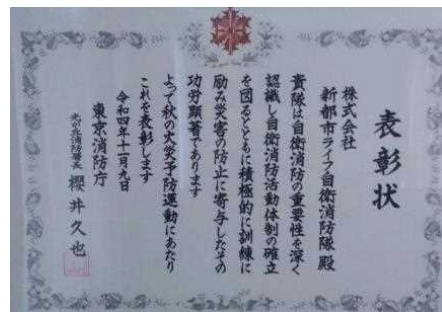 表彰状
株式会社
新都市ライフ自衛消防隊 殿
貴隊は自衛消防の重要性を深く
認識し自衛消防活動体制の確立
を図るとともに積極的に訓練に
励み災害の防止に寄与したその
功労顕著であります
よって秋の火災予防運動にあたり
これを表彰します
令和四年十一月九日
東京消防庁
消防署長 櫻井久也